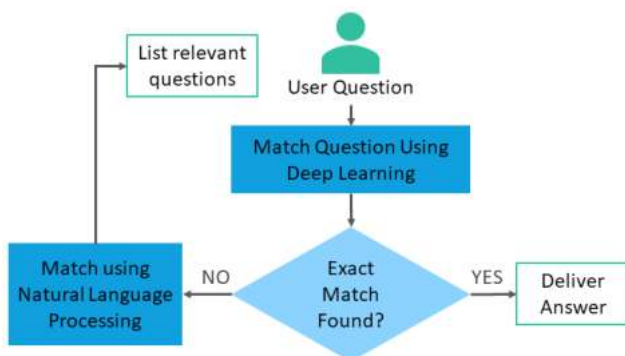 List relevant
questions
User Question
Match Question Using
Deep Learning
Match using
Natural Language
Processing
NO
Exact
Match
Found?
YES
Deliver
Answer